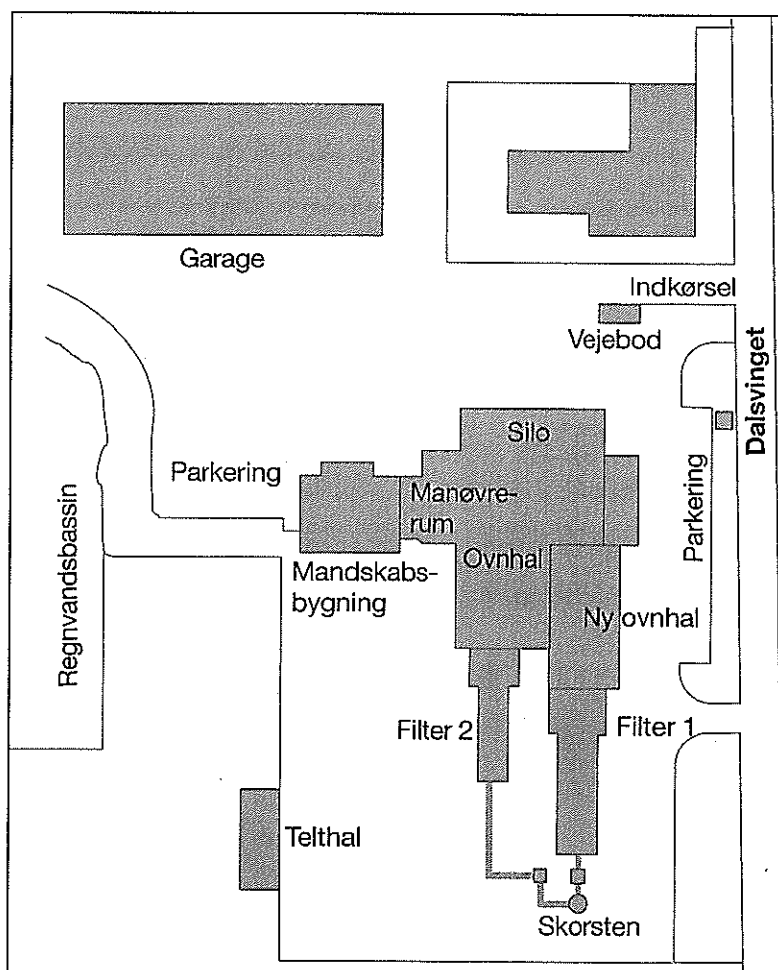 Garage
Indkørsel
Vejebod
Dalsvinget
Silo
Parkering
Manøvre-
rum
Parkering
Ovnhal
Mandskabs-
bygning
Regnvandsbassin
Ny ovnhal
Filter 2
Filter 1
Telthal
Skorsten